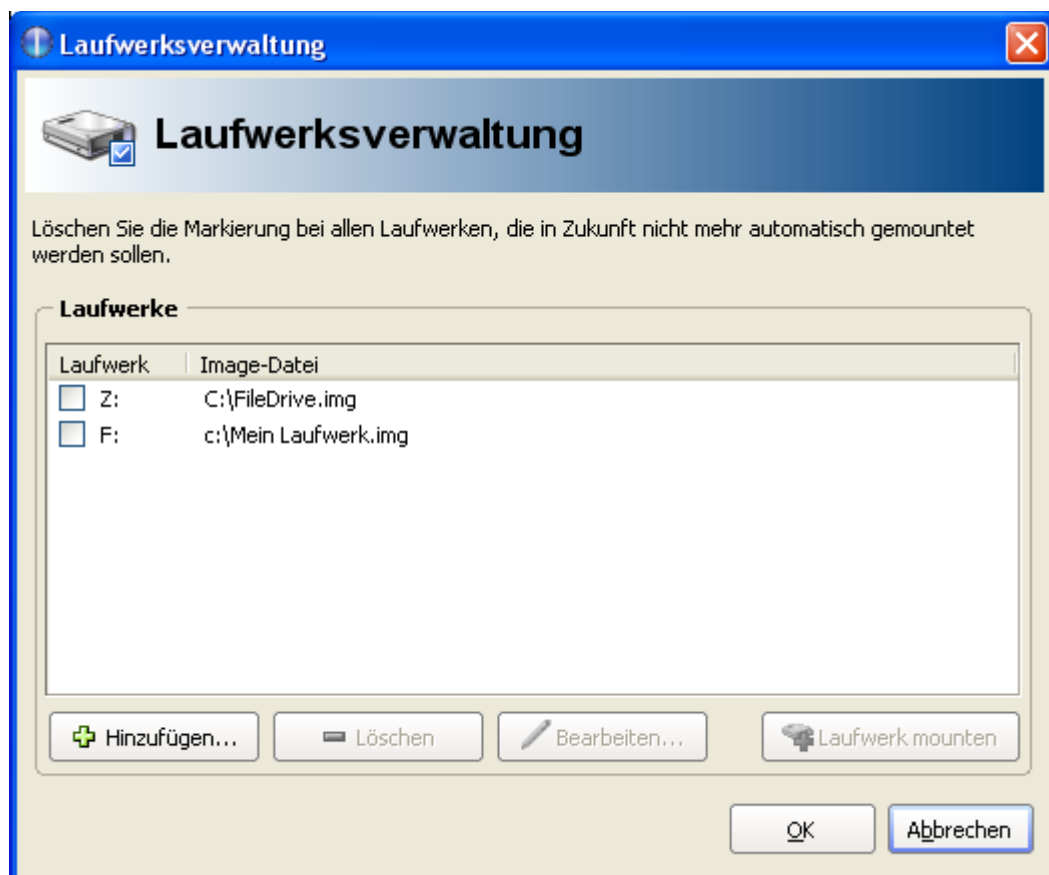 Laufwerksverwaltung
Laufwerksverwaltung
Löschen Sie die Markierung bei allen Laufwerken, die in Zukunft nicht mehr automatisch gemountet
werden sollen.
Laufwerke
Laufwerk Image-Datei
Z: C:\FileDrive.img
F: c:\Mein Laufwerk.img
Hinzufügen... Löschen Bearbeiten... Laufwerk mounten
OK Abbrechen